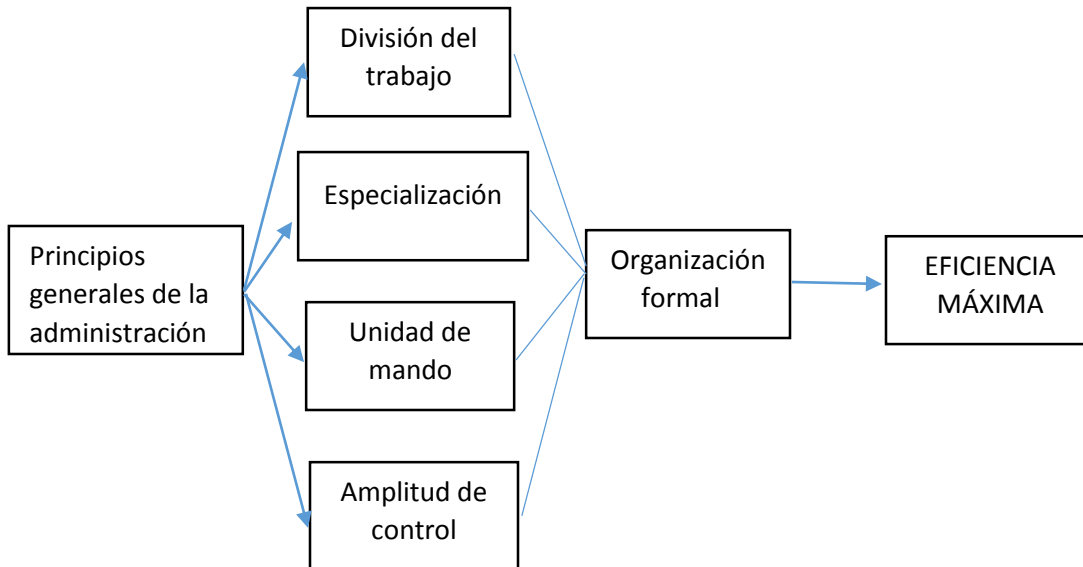 División del
trabajo
Especialización
Principios
generales de la
administración
Organización
formal
EFICIENCIA
MÁXIMA
Unidad de
mando
Amplitud de
control